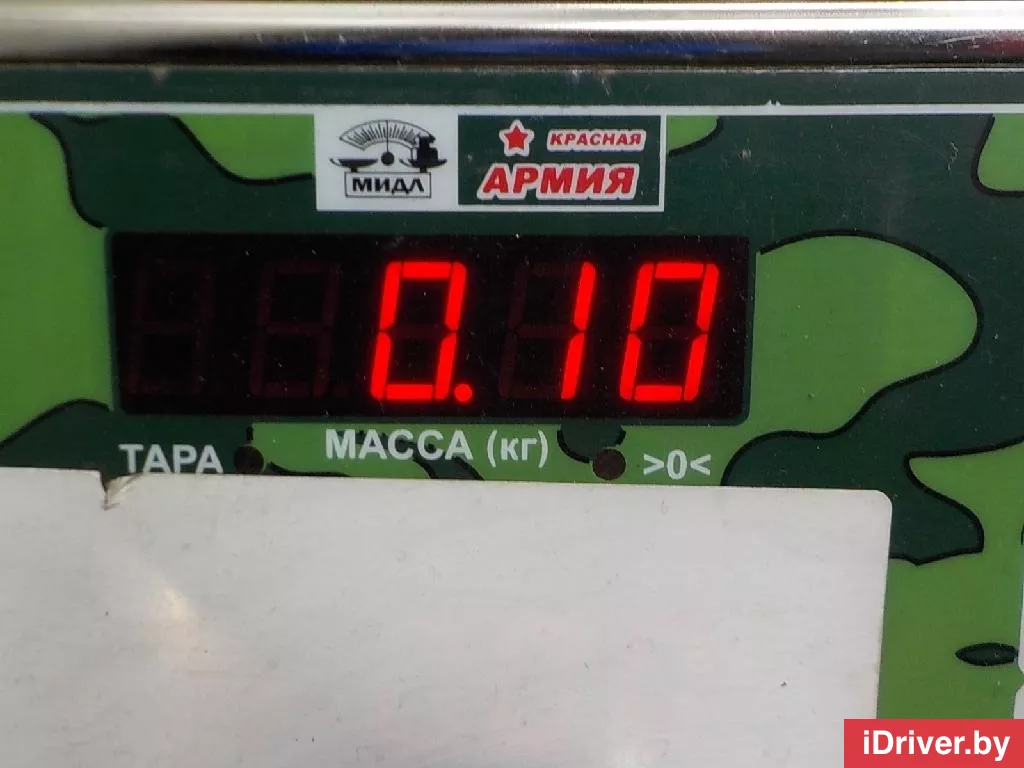 МИДЛ
КРАСНАЯ
АРМИЯ
0.10
ТАРА
МАССА (кг)
>0<
iDriver.by